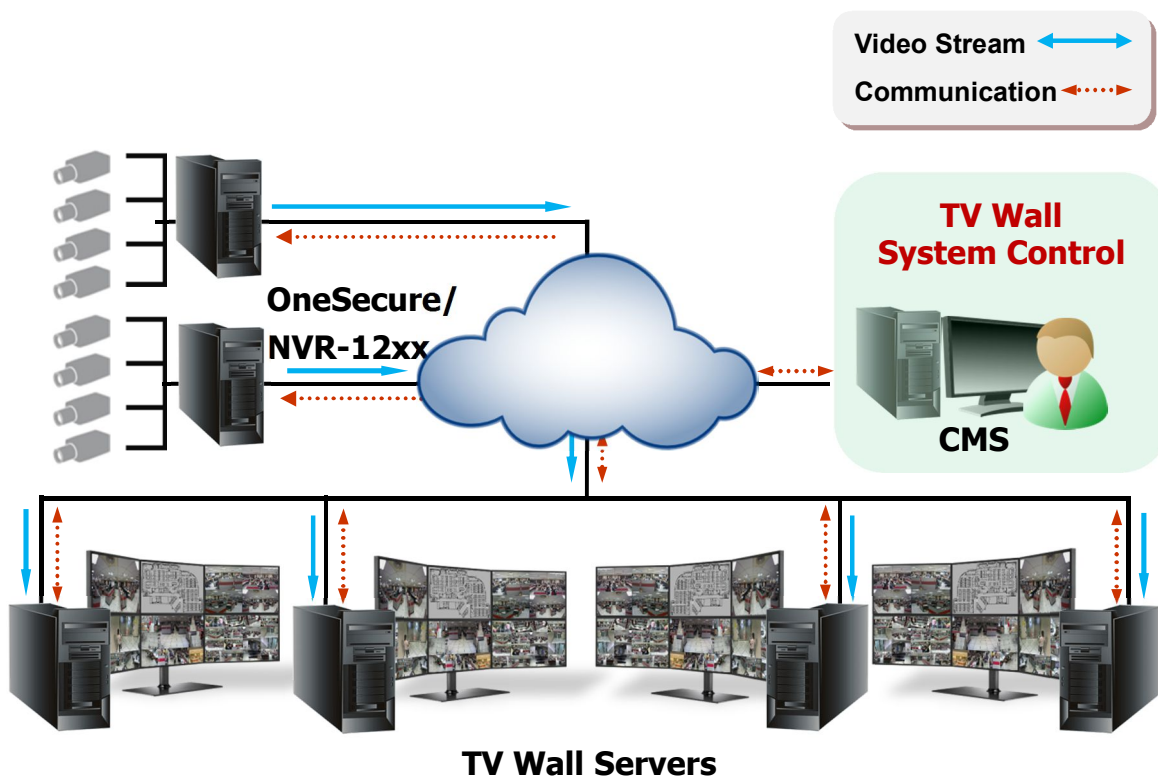 Video Stream
Communication
TV Wall
System Control
OneSecure/
NVR-12xx
CMS
TV Wall Servers